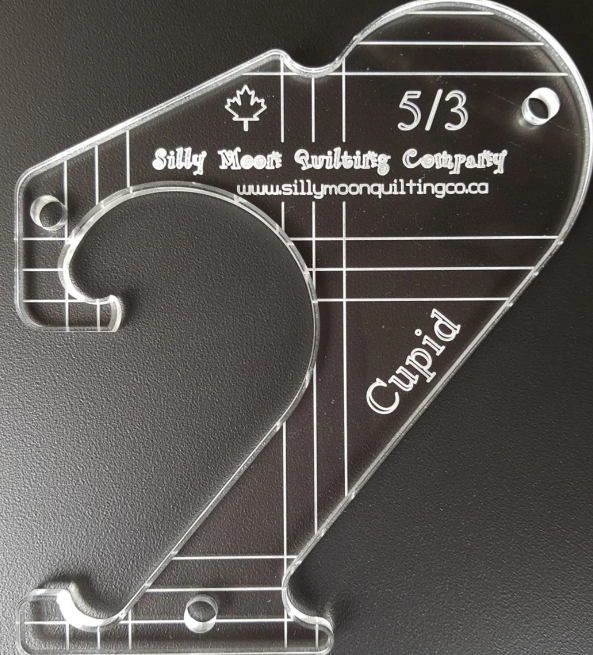 5/3
Silly Moon Quilting Company
www.sillymoonquiltingco.ca
Cupid